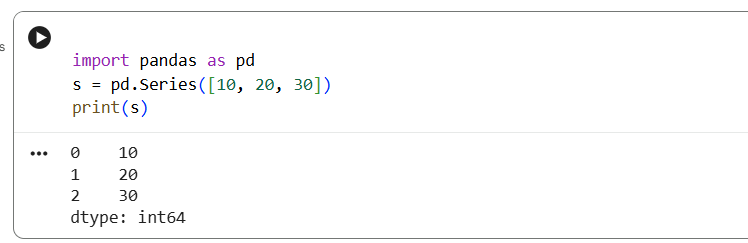 s
import pandas as pd
s = pd.Series([10, 20, 30])
print(s)
0    10
1    20
2    30
dtype: int64